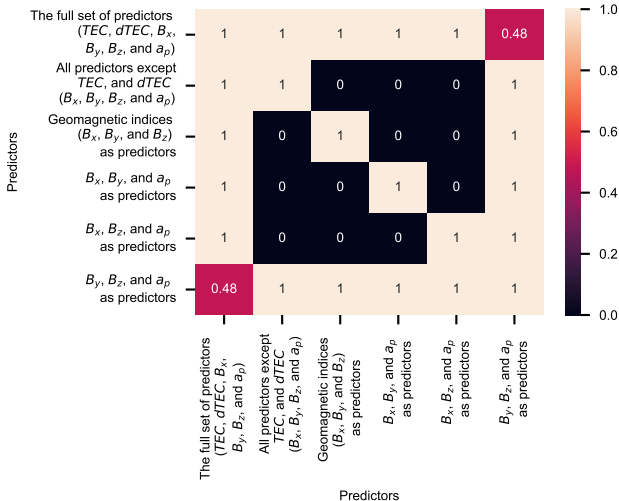 The full set of predictors
(TEC, dTEC, Bx,
By, Bz, and ap)
All predictors except
TEC, and dTEC
(Bx, By, Bz, and ap)
Geomagnetic indices
(Bx, By, and Bz)
as predictors
Bx, By, and ap
as predictors
Bx, Bz, and ap
as predictors
By, Bz, and ap
as predictors
Predictors
1 1 1 1 1 0.48
1 1 0 0 0 1
1 0 1 0 0 1
1 0 0 1 0 1
1 0 0 0 1 1
0.48 1 1 1 1 1
1.0
0.8
0.6
0.4
0.2
0.0
The full set of predictors
(TEC, dTEC, Bx,
By, Bz, and ap)
All predictors except
TEC, and dTEC
(Bx, By, Bz, and ap)
Geomagnetic indices
(Bx, By, and Bz)
as predictors
Bx, By, and ap
as predictors
Bx, Bz, and ap
as predictors
By, Bz, and ap
as predictors
Predictors